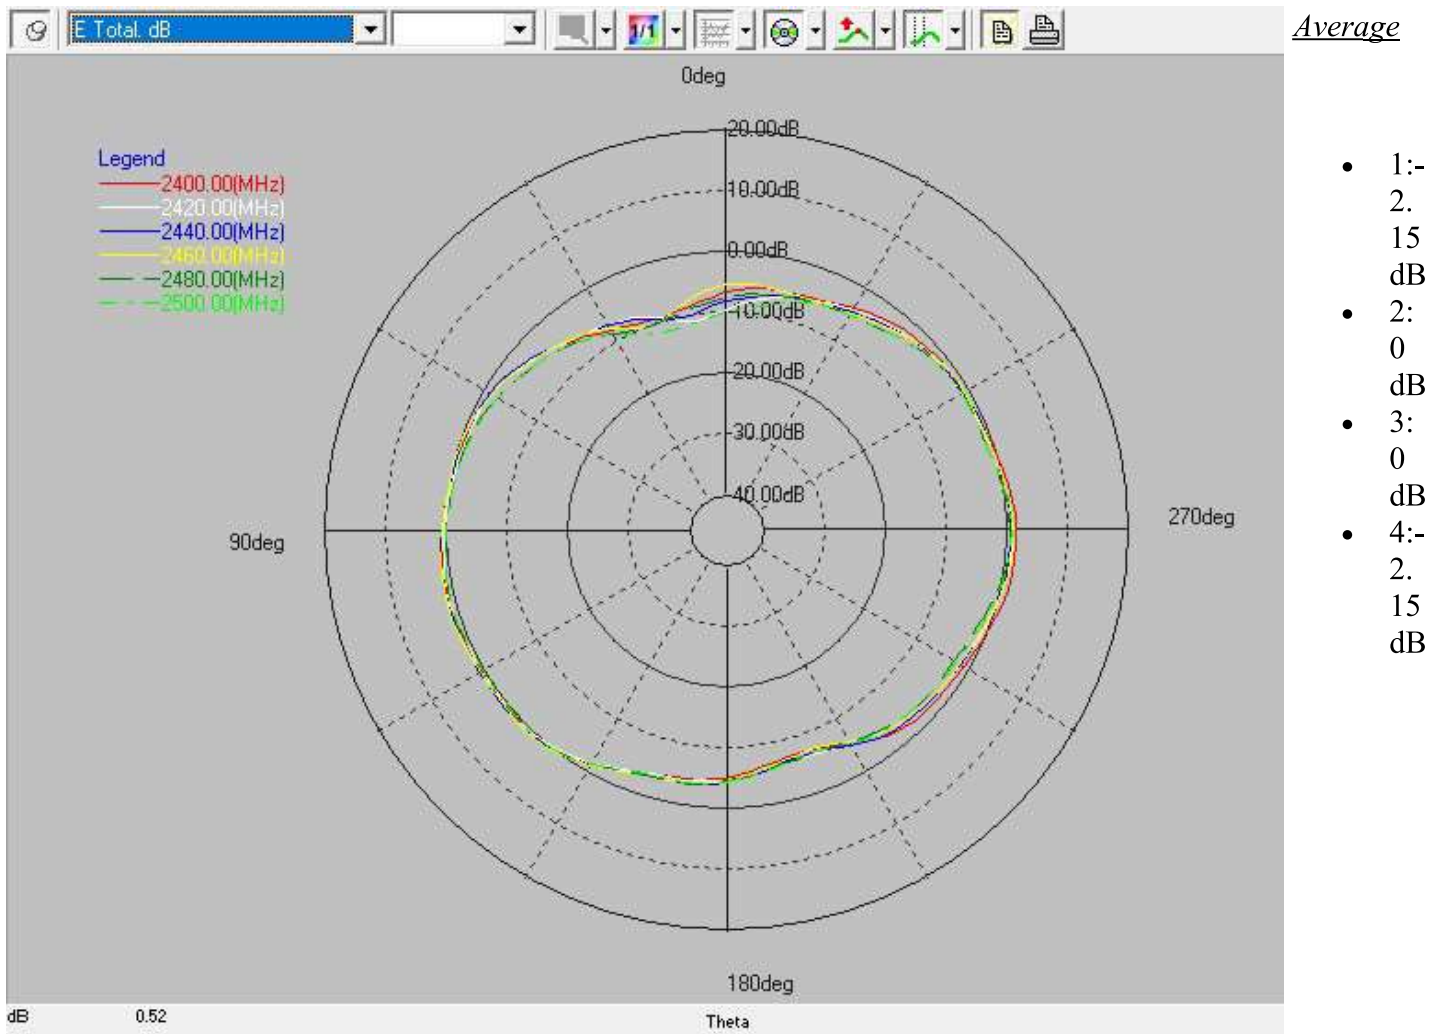 E Total. dB
1/1
Average
0deg
20.00dB
10.00dB
0.00dB
-10.00dB
-20.00dB
-30.00dB
-40.00dB
Legend
2400.00(MHz)
2420.00(MHz)
2440.00(MHz)
2460.00(MHz)
2480.00(MHz)
2500.00(MHz)
90deg
270deg
180deg
dB 0.52 Theta
• 1:-
2.
15
dB
• 2:
0
dB
• 3:
0
dB
• 4:-
2.
15
dB